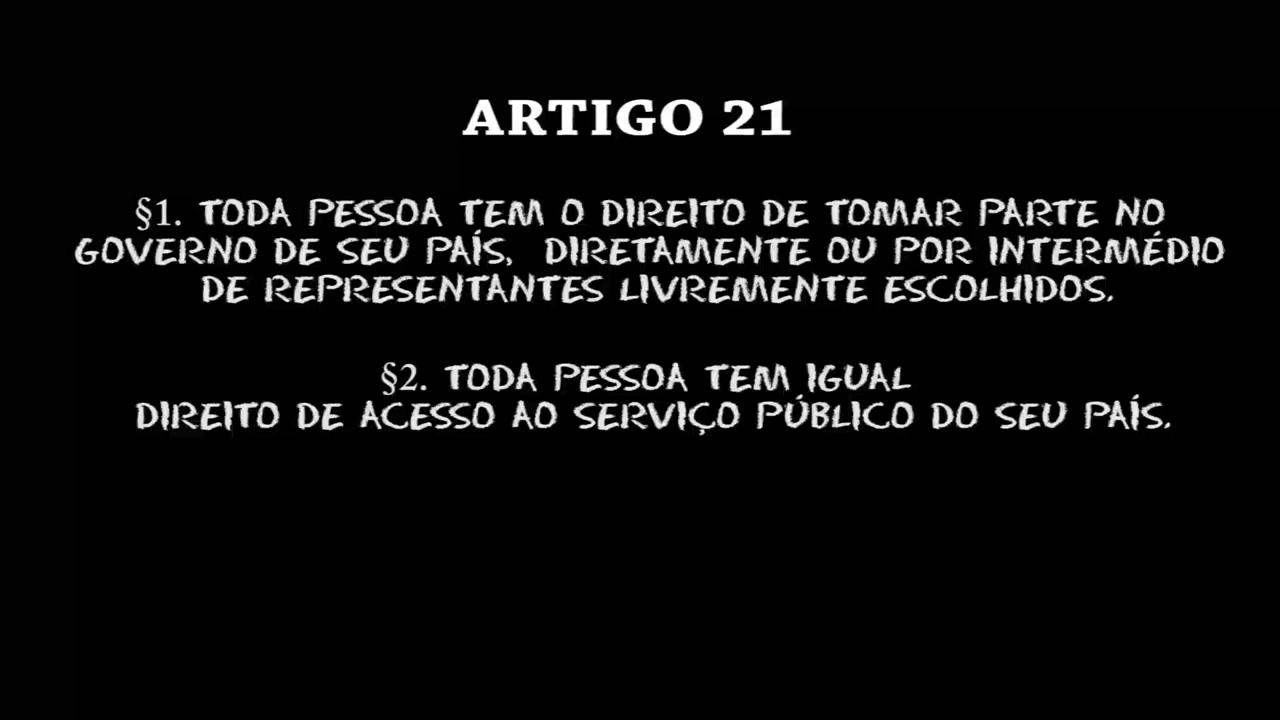 ARTIGO 21
§1. TODA PESSOA TEM O DIREITO DE TOMAR PARTE NO
GOVERNO DE SEU PAÍS, DIRETAMENTE OU POR INTERMÉDIO
DE REPRESENTANTES LIVREMENTE ESCOLHIDOS.
§2. TODA PESSOA TEM IGUAL
DIREITO DE ACESSO AO SERVIÇO PÚBLICO DO SEU PAÍS.